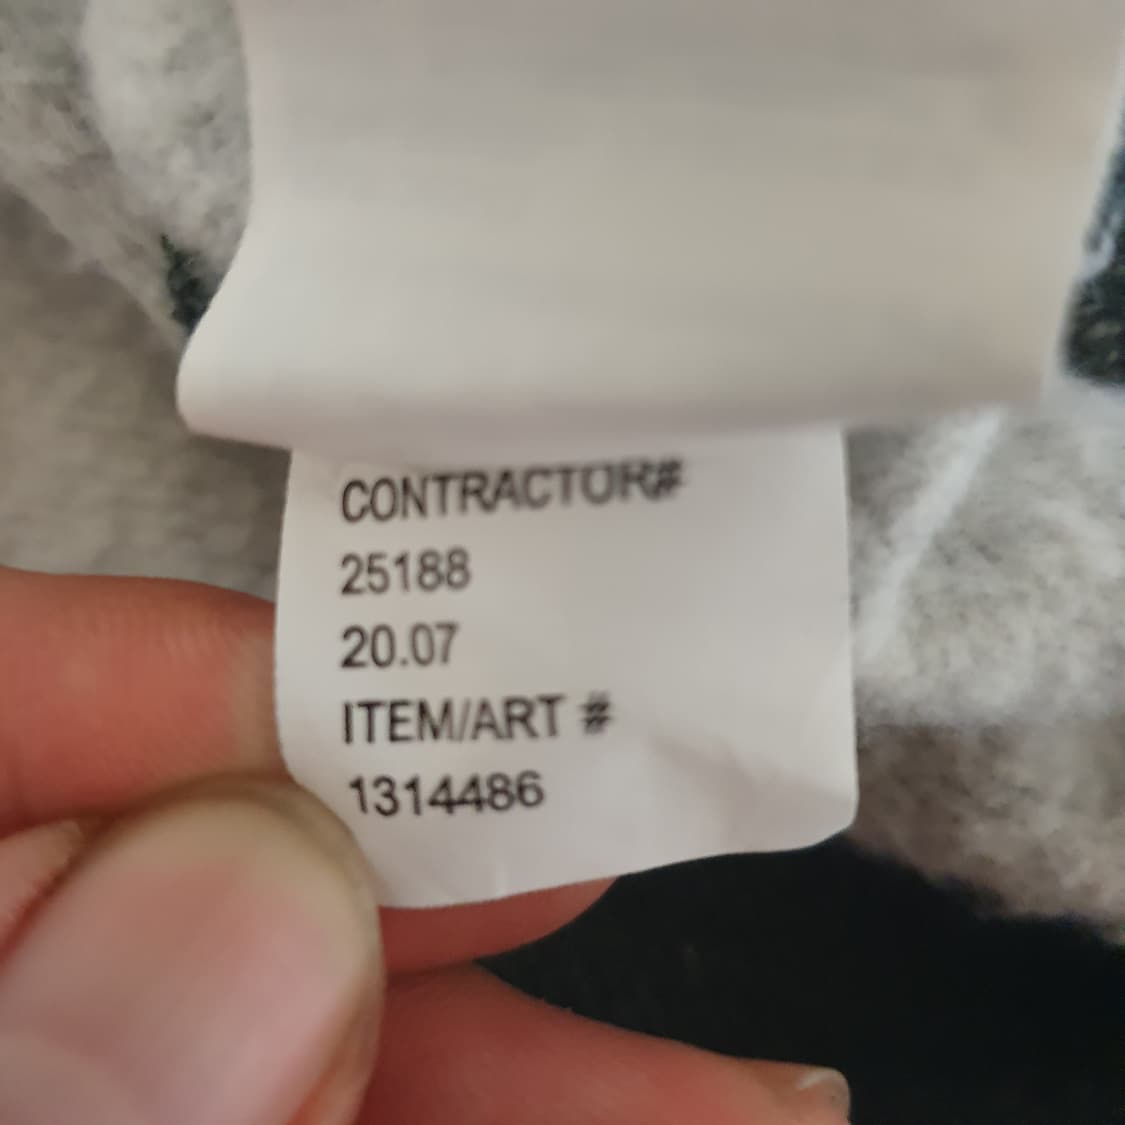 CONTRACTOR#
25188
20.07
ITEM/ART #
1314486